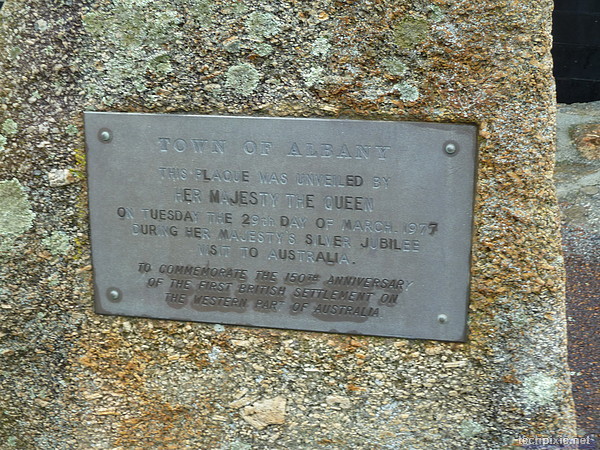 TOWN OF ALBANY
THIS PLAQUE WAS UNVEILED BY
HER MAJESTY THE QUEEN
ON TUESDAY THE 29TH DAY OF MARCH, 1977
DURING HER MAJESTY'S SILVER JUBILEE
VISIT TO AUSTRALIA.
TO COMMEMORATE THE 150TH ANNIVERSARY
OF THE FIRST BRITISH SETTLEMENT ON
THE WESTERN PART OF AUSTRALIA
techpixie.net